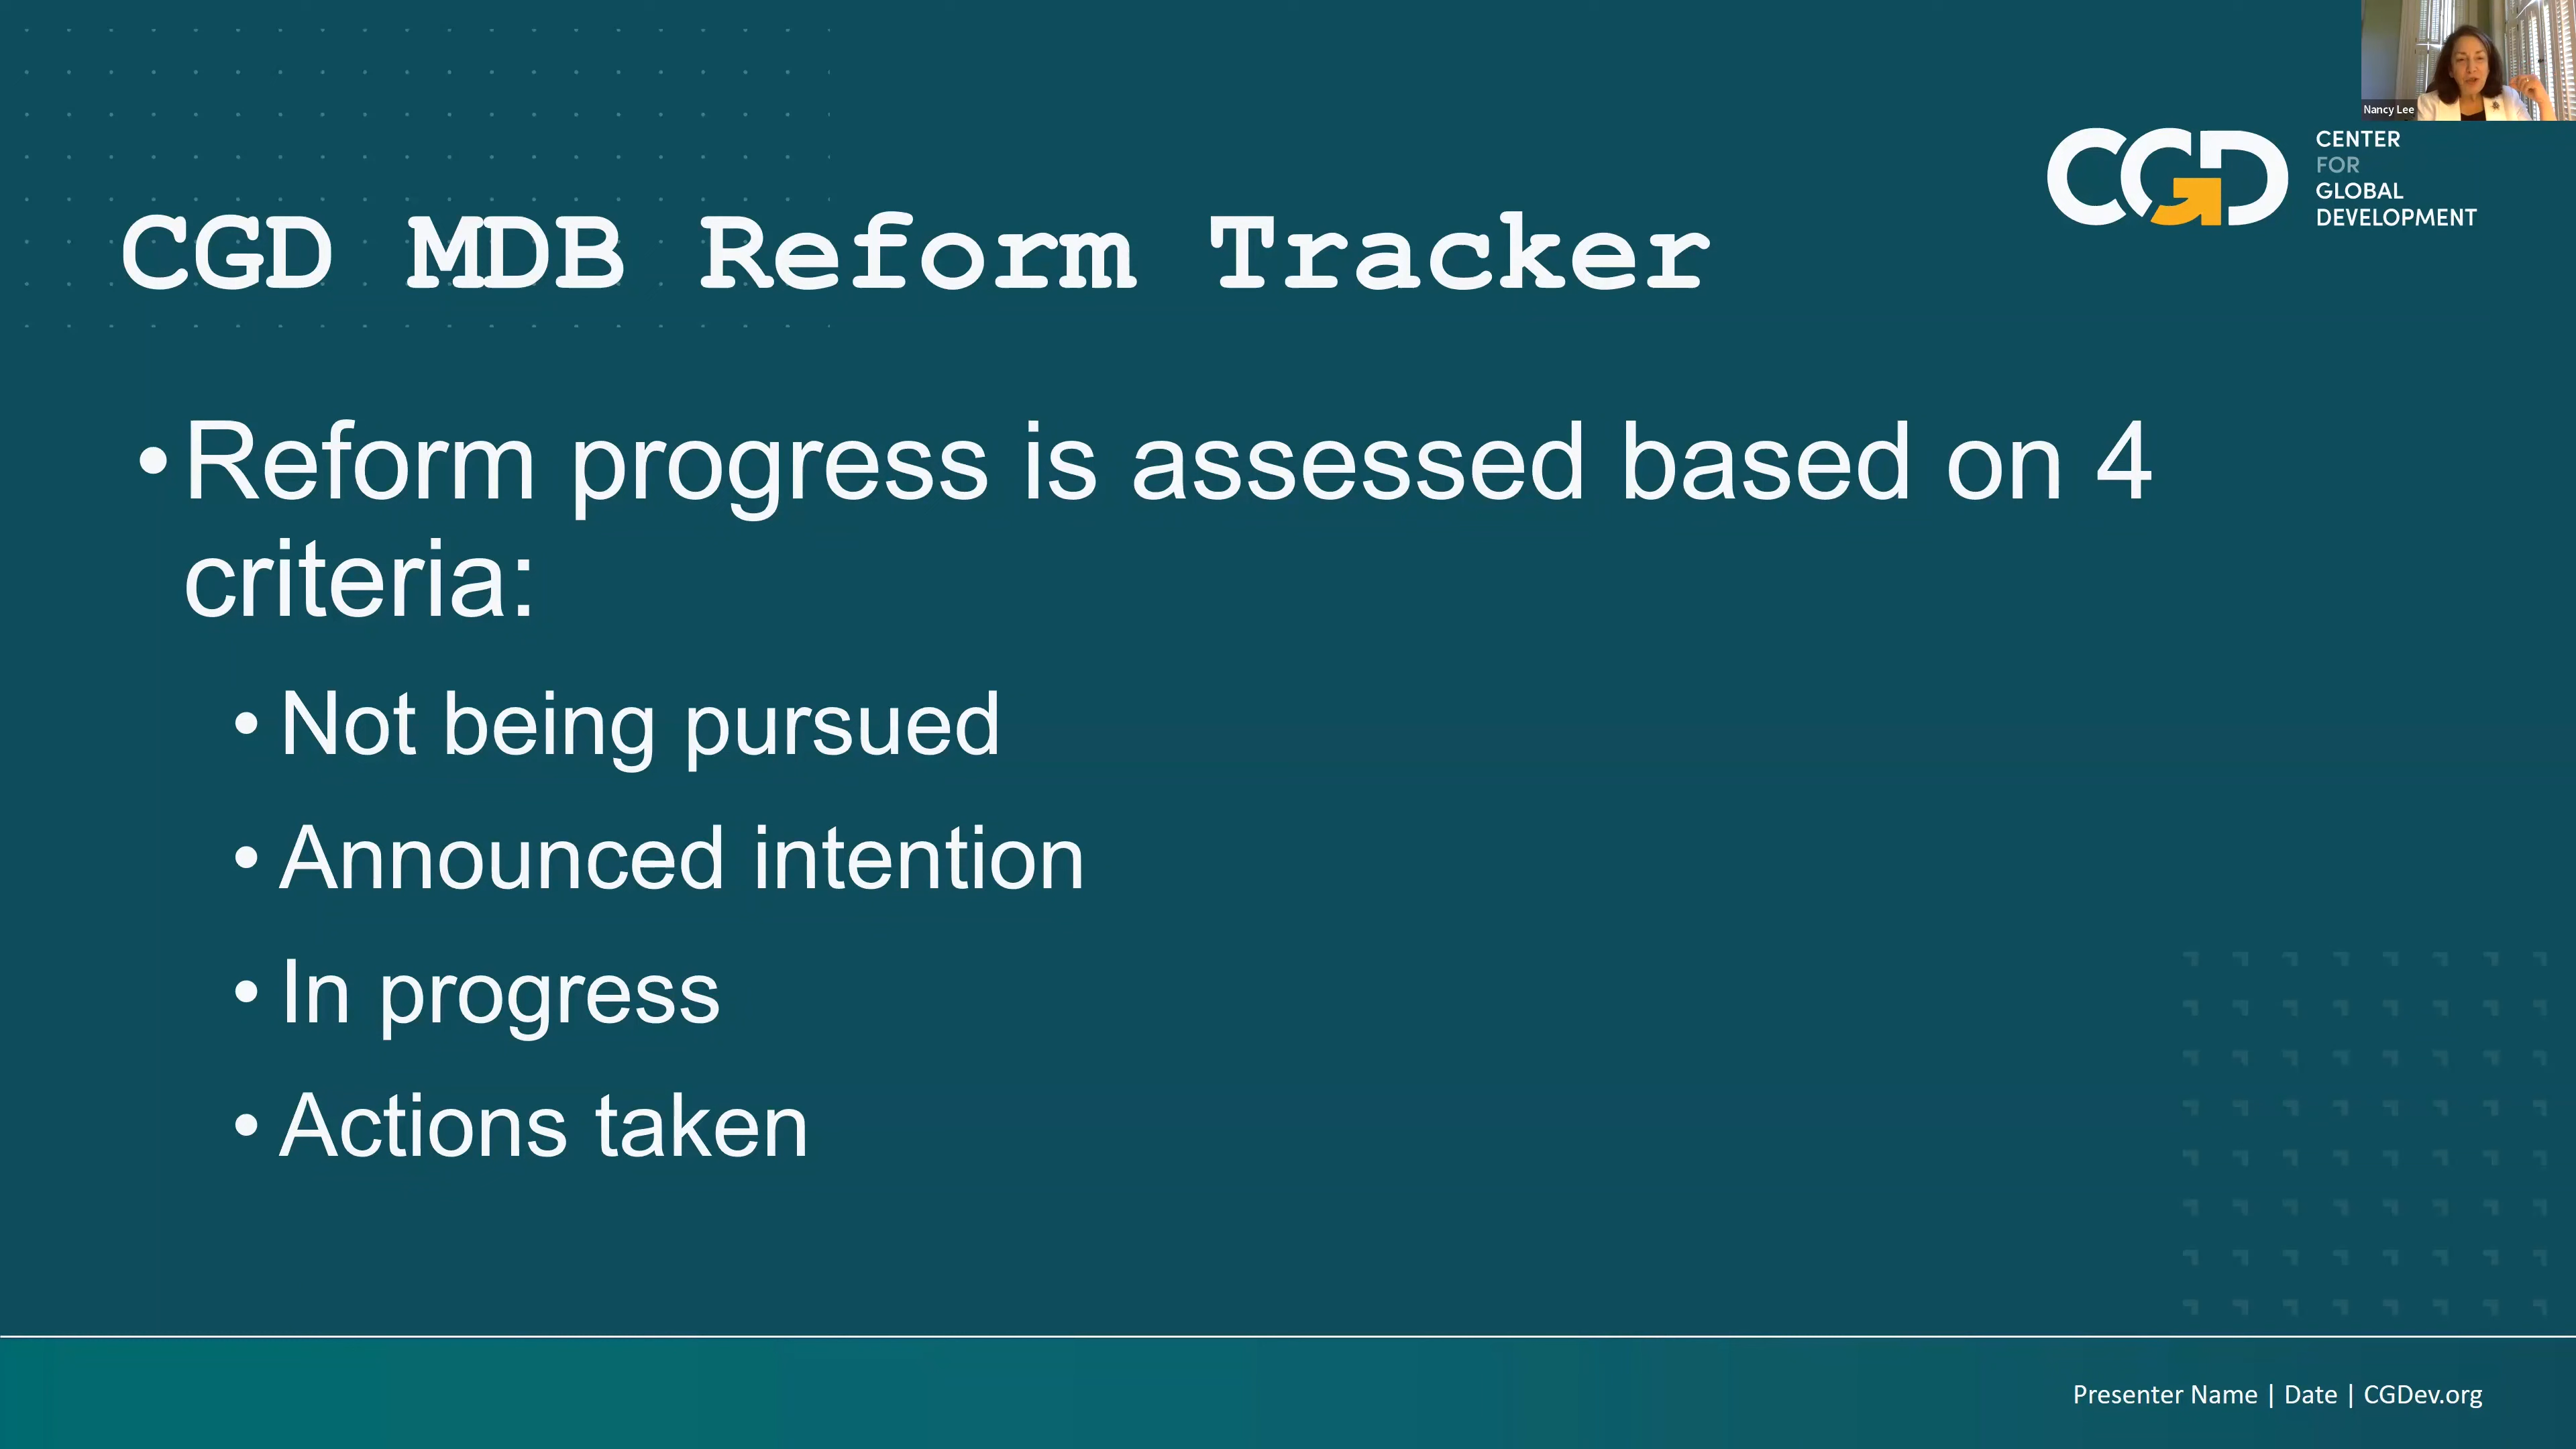 Nancy Lee
CGD
CENTER
FOR
GLOBAL
DEVELOPMENT
CGD MDB Reform Tracker
•Reform progress is assessed based on 4
criteria:
• Not being pursued
• Announced intention
• In progress
• Actions taken
Presenter Name | Date | CGDev.org